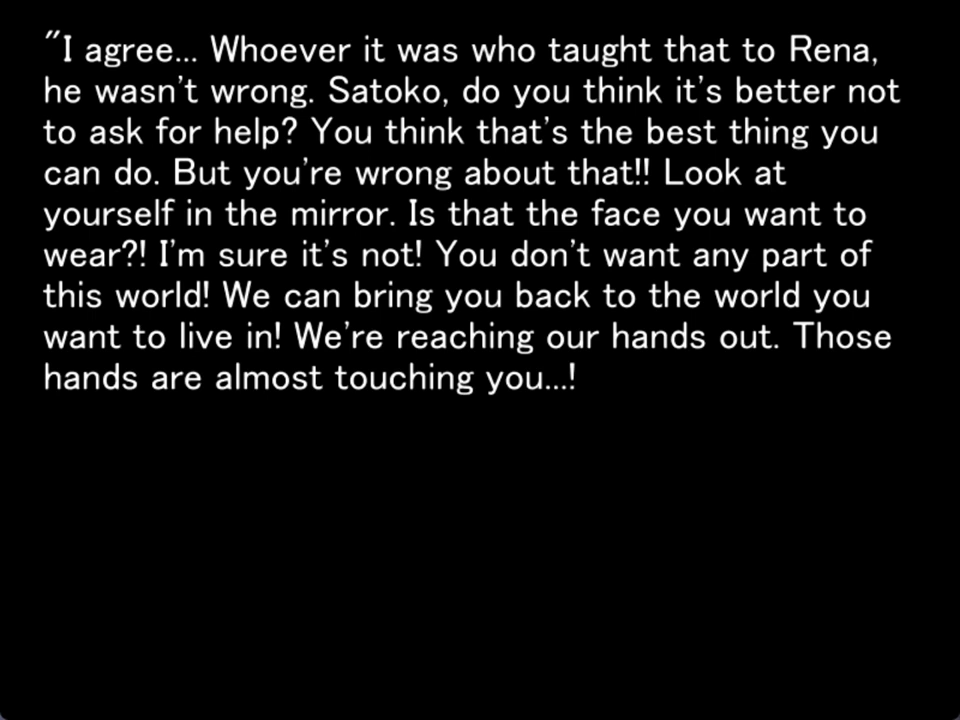 "I agree... Whoever it was who taught that to Rena,
he wasn't wrong. Satoko, do you think it's better not
to ask for help? You think that's the best thing you
can do. But you're wrong about that!! Look at
yourself in the mirror. Is that the face you want to
wear?! I'm sure it's not! You don't want any part of
this world! We can bring you back to the world you
want to live in! We're reaching our hands out. Those
hands are almost touching you...!